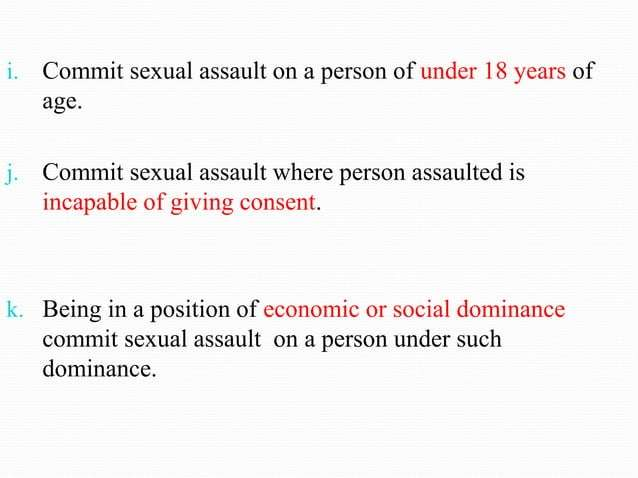 i. Commit sexual assault on a person of under 18 years of
age.
j. Commit sexual assault where person assaulted is
incapable of giving consent.
k. Being in a position of economic or social dominance
commit sexual assault on a person under such
dominance.